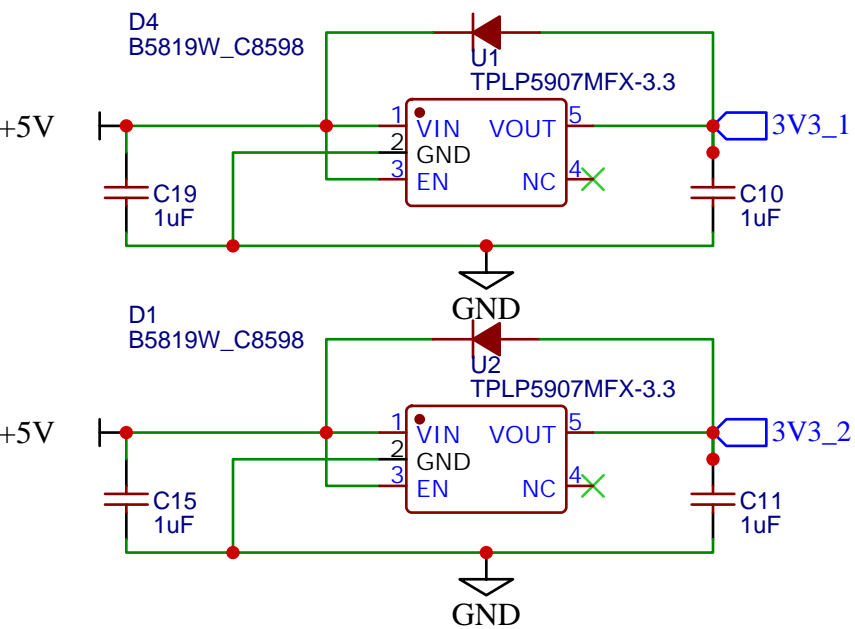 D4
B5819W_C8598
U1
TPLP5907MFX-3.3
+5V
1
VIN
VOUT
5
3V3_1
2
GND
3
EN
NC
4
C19
1uF
C10
1uF
GND
D1
B5819W_C8598
U2
TPLP5907MFX-3.3
+5V
1
VIN
VOUT
5
3V3_2
2
GND
3
EN
NC
4
C15
1uF
C11
1uF
GND